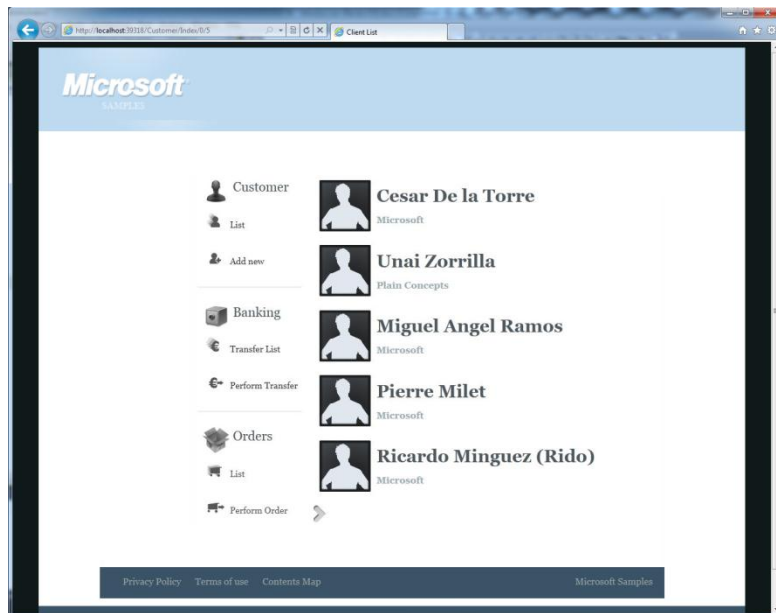 http://localhost:39318/Customer/Index/0/5
Client List
Microsoft
SAMPLES
Customer
List
Add new
Banking
Transfer List
Perform Transfer
Orders
List
Perform Order
Cesar De la Torre
Microsoft
Unai Zorrilla
Plain Concepts
Miguel Angel Ramos
Microsoft
Pierre Milet
Microsoft
Ricardo Minguez (Rido)
Microsoft
Privacy Policy Terms of use Contents Map Microsoft Samples